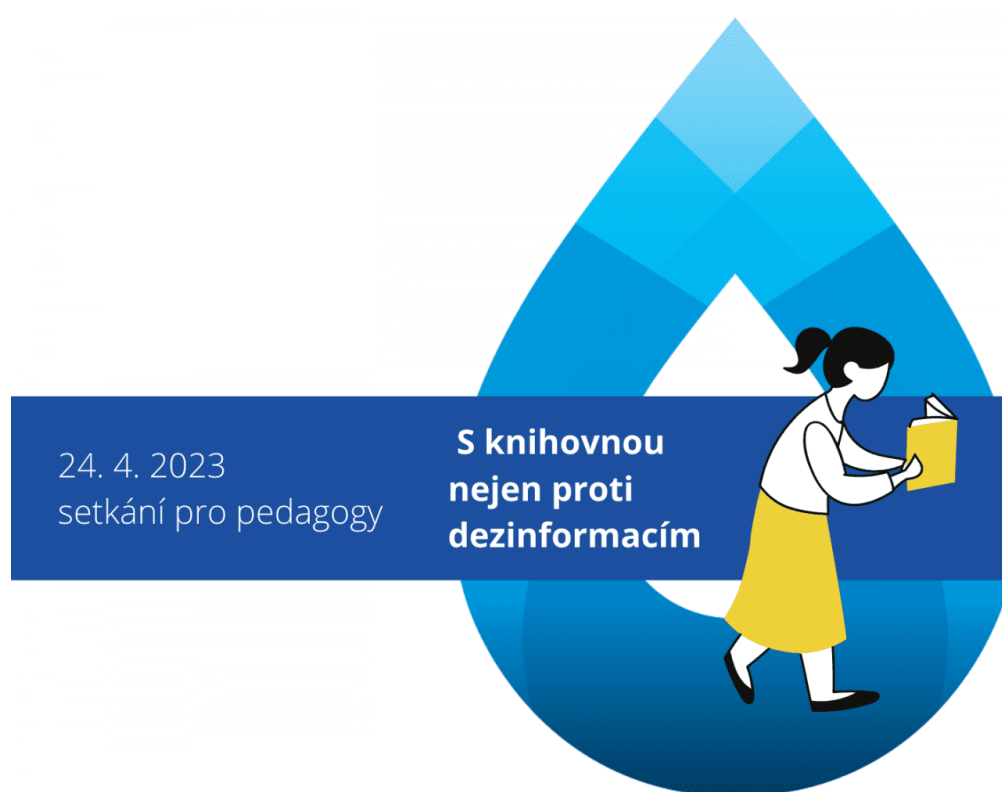 24. 4. 2023
setkání pro pedagogy
S knihovnou
nejen proti
dezinformacím